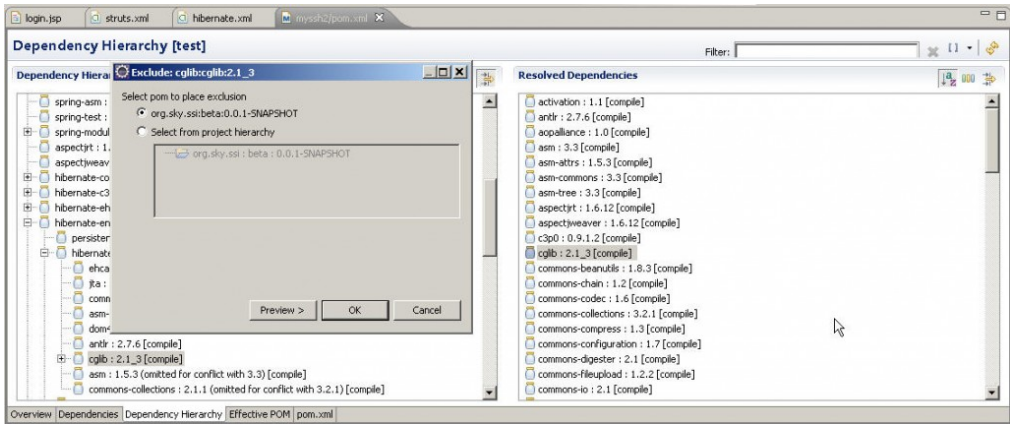 login.jsp struts.xml hibernate.xml myssh2/pom.xml
Dependency Hierarchy [test]
Filter:
Dependency Hierar
Exclude: cglib:cglib:2.1_3
Select pom to place exclusion
org.sky.ssi:beta:0.0.1-SNAPSHOT
Select from project hierarchy
org.sky.ssi : beta : 0.0.1-SNAPSHOT
Preview > OK Cancel
spring-asm :
spring-test :
spring-modul
aspectjrt : 1.
aspectjweav
hibernate-co
hibernate-c3
hibernate-eh
hibernate-en
persisten
hibernate
ehca
jta :
comm
asm-
dom4
antlr : 2.7.6 [compile]
cglib : 2.1_3 [compile]
asm : 1.5.3 (omitted for conflict with 3.3) [compile]
commons-collections : 2.1.1 (omitted for conflict with 3.2.1) [compile]
Resolved Dependencies
activation : 1.1 [compile]
antlr : 2.7.6 [compile]
aopalliance : 1.0 [compile]
asm : 3.3 [compile]
asm-attrs : 1.5.3 [compile]
asm-commons : 3.3 [compile]
asm-tree : 3.3 [compile]
aspectjrt : 1.6.12 [compile]
aspectjweaver : 1.6.12 [compile]
c3p0 : 0.9.1.2 [compile]
cglib : 2.1_3 [compile]
commons-beanutils : 1.8.3 [compile]
commons-chain : 1.2 [compile]
commons-codec : 1.6 [compile]
commons-collections : 3.2.1 [compile]
commons-compress : 1.3 [compile]
commons-configuration : 1.7 [compile]
commons-digester : 2.1 [compile]
commons-fileupload : 1.2.2 [compile]
commons-io : 2.1 [compile]
Overview Dependencies Dependency Hierarchy Effective POM pom.xml